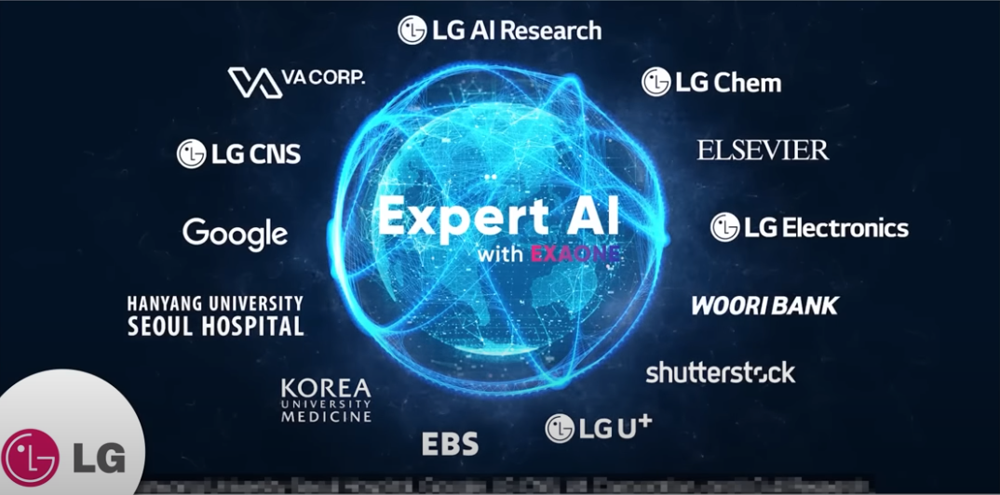 LG AI Research
VA CORP.
LG Chem
LG CNS
ELSEVIER
Expert AI
with EXAONE
Google
LG Electronics
HANYANG UNIVERSITY
SEOUL HOSPITAL
WOORI BANK
shutterstock
KOREA
UNIVERSITY
MEDICINE
LG U+
EBS
LG